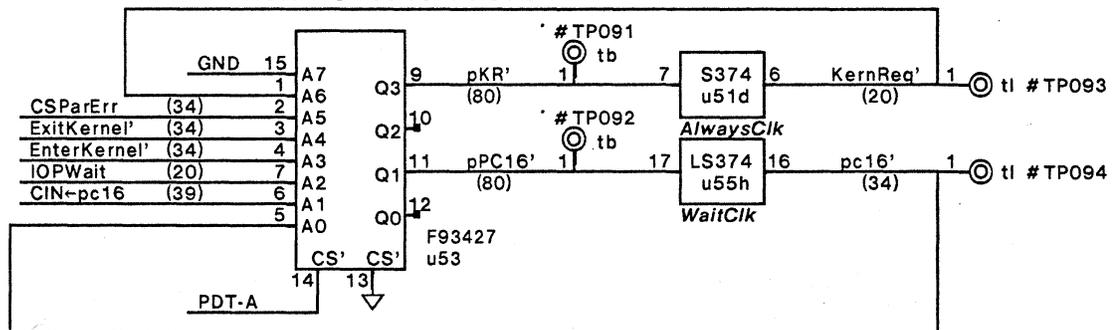 # TP091
tb
GND 15 A7
1 A6
CSParErr (34) 2 A5
ExitKernel' (34) 3 A4
EnterKernel' (34) 4 A3
IOPWait (20) 7 A2
CIN←pc16 (39) 6 A1
5 A0
Q3 9 pKR' 1 7 S374 6 KernReq' 1 tl #TP093
(80) u51d (20)
AlwaysClk
Q2 10
# TP092
tb
Q1 11 pPC16' 1 17 LS374 16 pc16' 1 tl #TP094
(80) u55h (34)
WaitClk
Q0 12
F93427
u53
CS' CS'
14 13
PDT-A